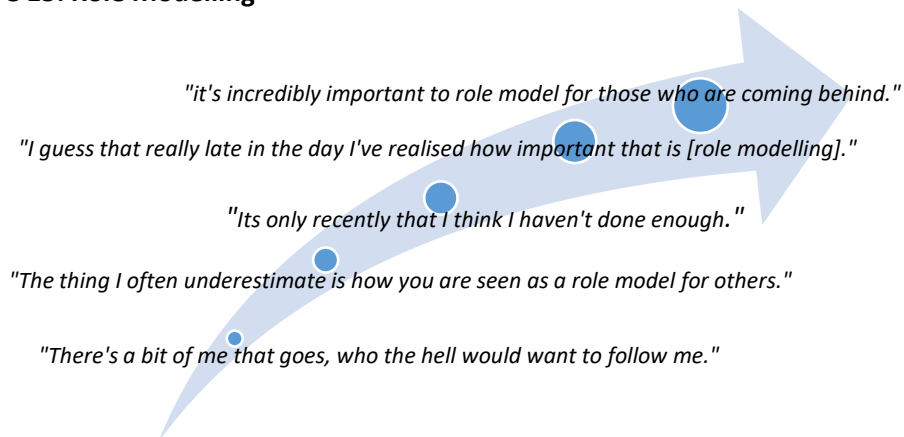 Role Modelling
"it's incredibly important to role model for those who are coming behind."
"I guess that really late in the day I've realised how important that is [role modelling]."
"Its only recently that I think I haven't done enough."
"The thing I often underestimate is how you are seen as a role model for others."
"There's a bit of me that goes, who the hell would want to follow me."